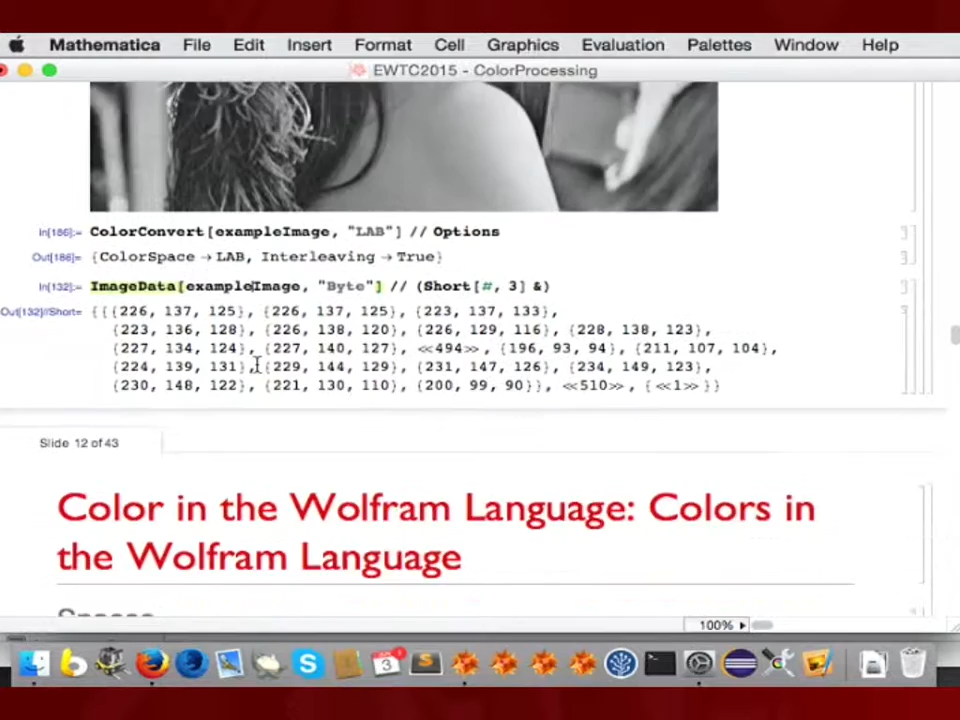 Mathematica File Edit Insert Format Cell Graphics Evaluation Palettes Window Help
EWTC2015 - ColorProcessing
In[186]:= ColorConvert[exampleImage, "LAB"] // Options
Out[186]= {ColorSpace → LAB, Interleaving → True}
In[132]:= ImageData[exampleImage, "Byte"] // (Short[#, 3] &)
Out[132]//Short= {{{226, 137, 125}, {226, 137, 125}, {223, 137, 133},
{223, 136, 128}, {226, 138, 120}, {226, 129, 116}, {228, 138, 123},
{227, 134, 124}, {227, 140, 127}, <<494>>, {196, 93, 94}, {211, 107, 104},
{224, 139, 131}, {229, 144, 129}, {231, 147, 126}, {234, 149, 123},
{230, 148, 122}, {221, 130, 110}, {200, 99, 90}}, <<510>>, {<<1>>}}
Slide 12 of 43
Color in the Wolfram Language: Colors in
the Wolfram Language
100%
3